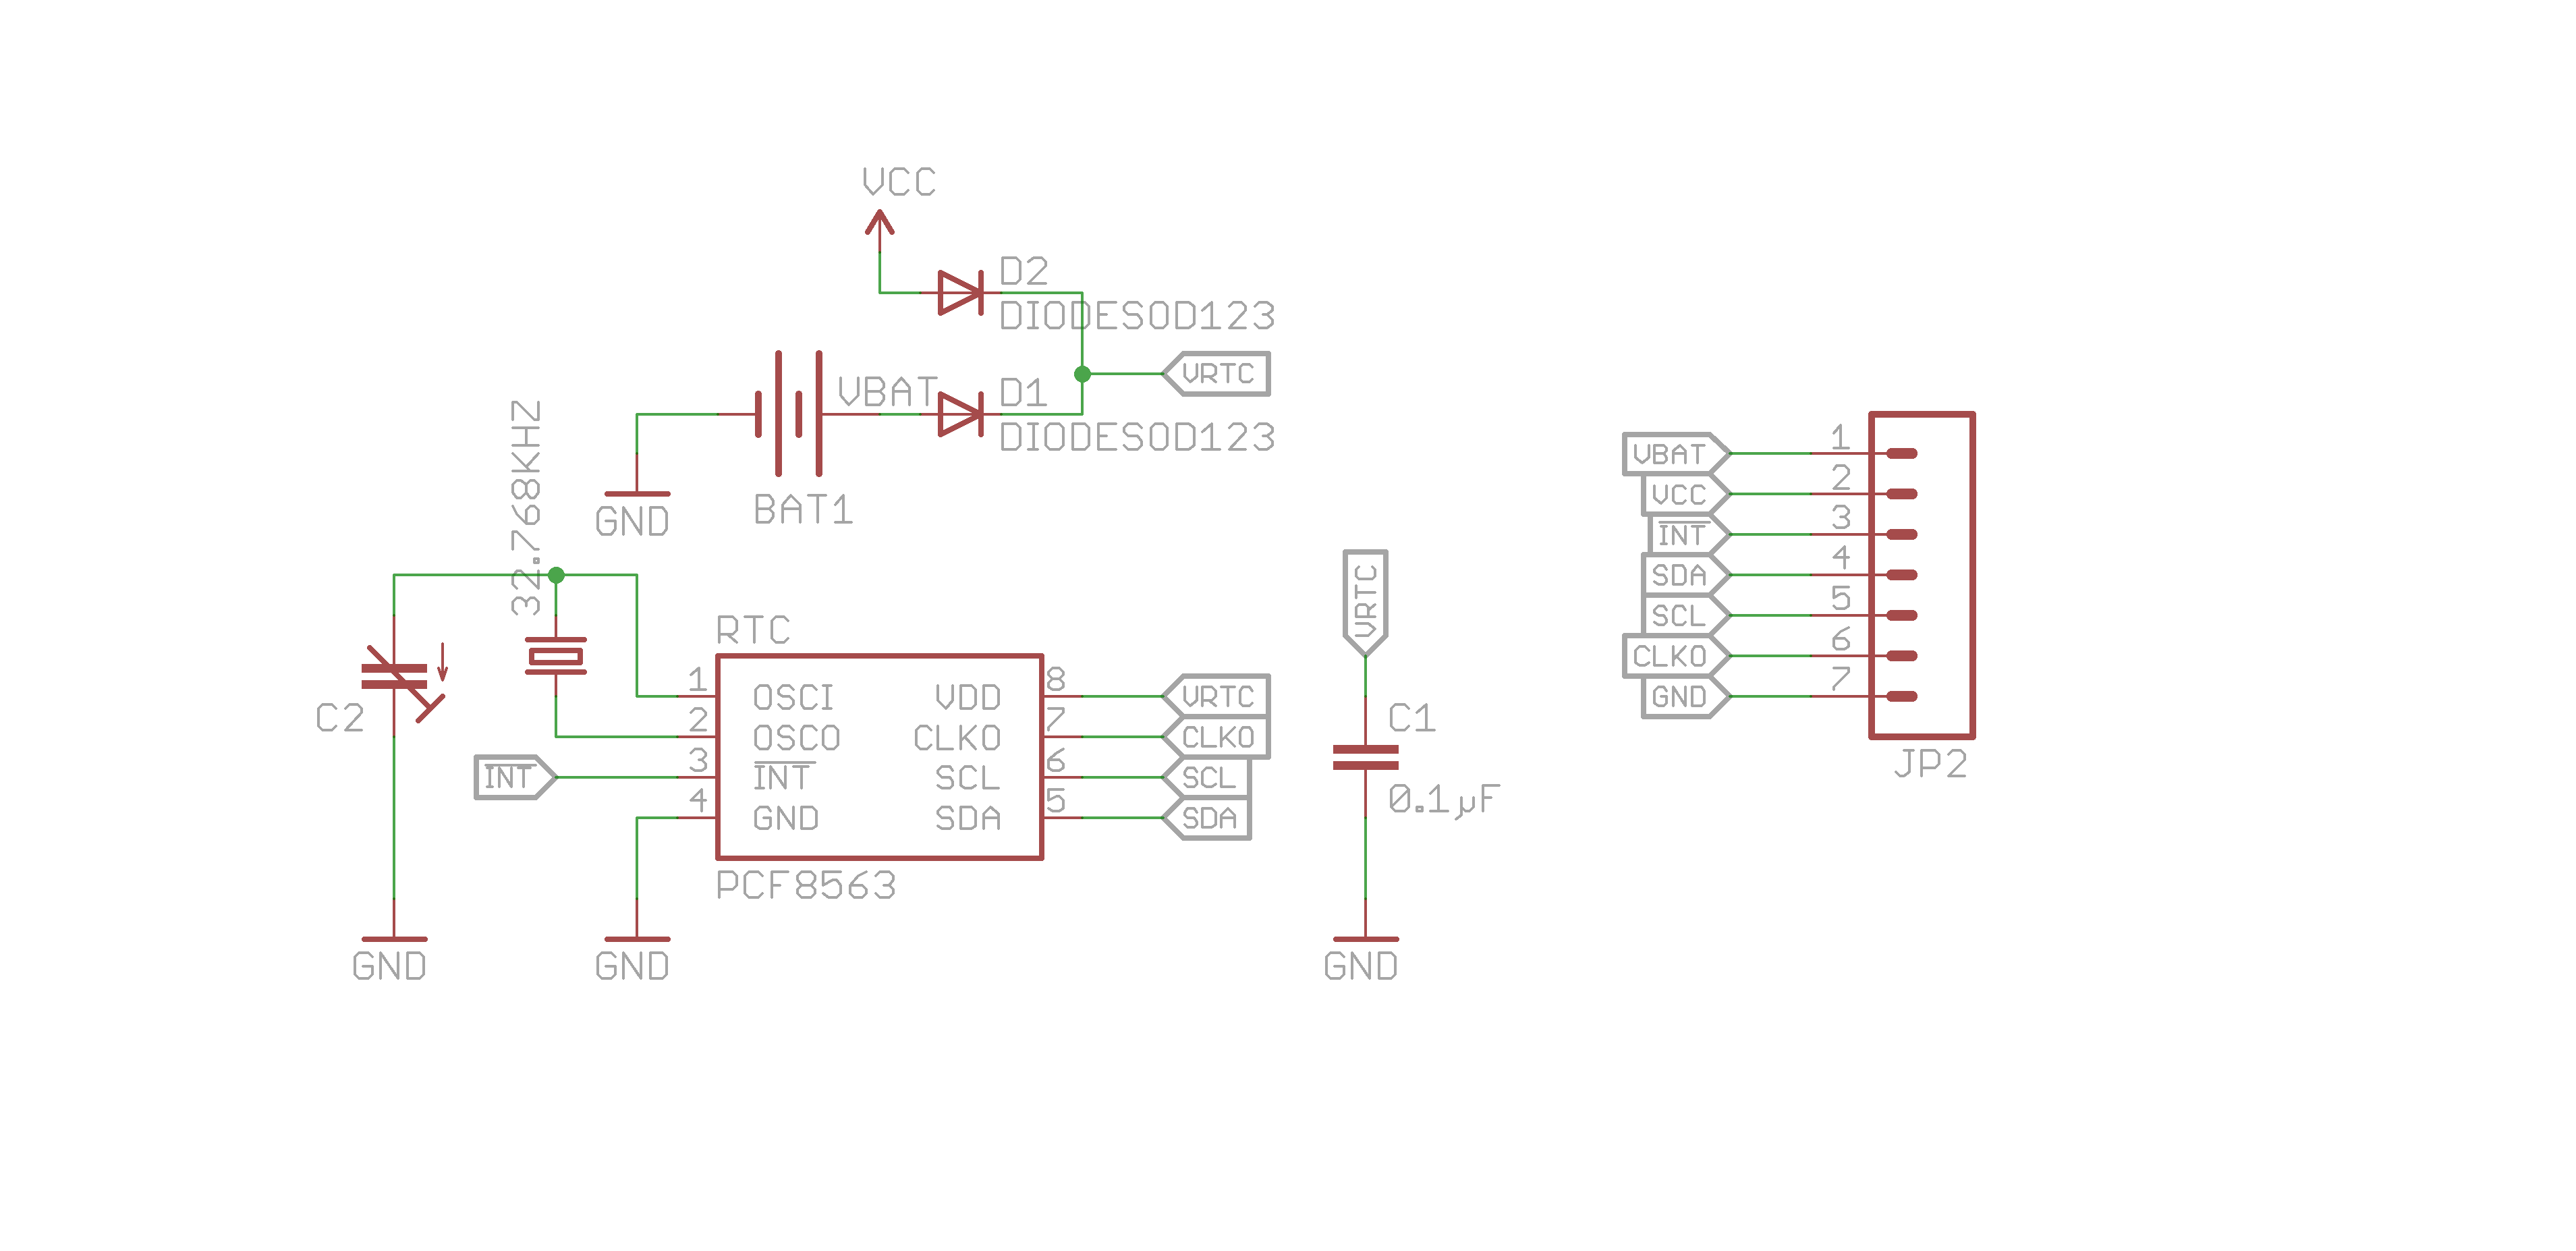 VCC
D2
DIODESOD123
VRTC
VBAT
D1
DIODESOD123
BAT1
GND
32.768KHZ
C2
GND
RTC
1 OSCI VDD 8
2 OSCO CLKO 7
3 INT SCL 6
4 GND SDA 5
PCF8563
INT
VRTC
CLKO
SCL
SDA
GND
VRTC
C1
0.1µF
GND
VBAT 1
VCC 2
INT 3
SDA 4
SCL 5
CLKO 6
GND 7
JP2